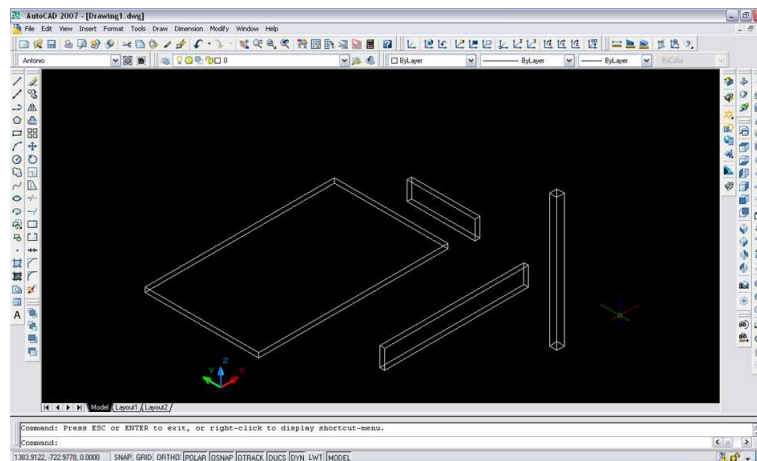 AutoCAD 2007 - [Drawing1.dwg]
File Edit View Insert Format Tools Draw Dimension Modify Window Help
Antonio 0 ByLayer ByLayer ByLayer ByColor
A
Y Z X
Model Layout1 Layout2
Command: Press ESC or ENTER to exit, or right-click to display shortcut-menu.
Command:
1383.9122, -722.9778, 0.0000 SNAP GRID ORTHO POLAR OSNAP OTRACK DUCS DYN LWT MODEL